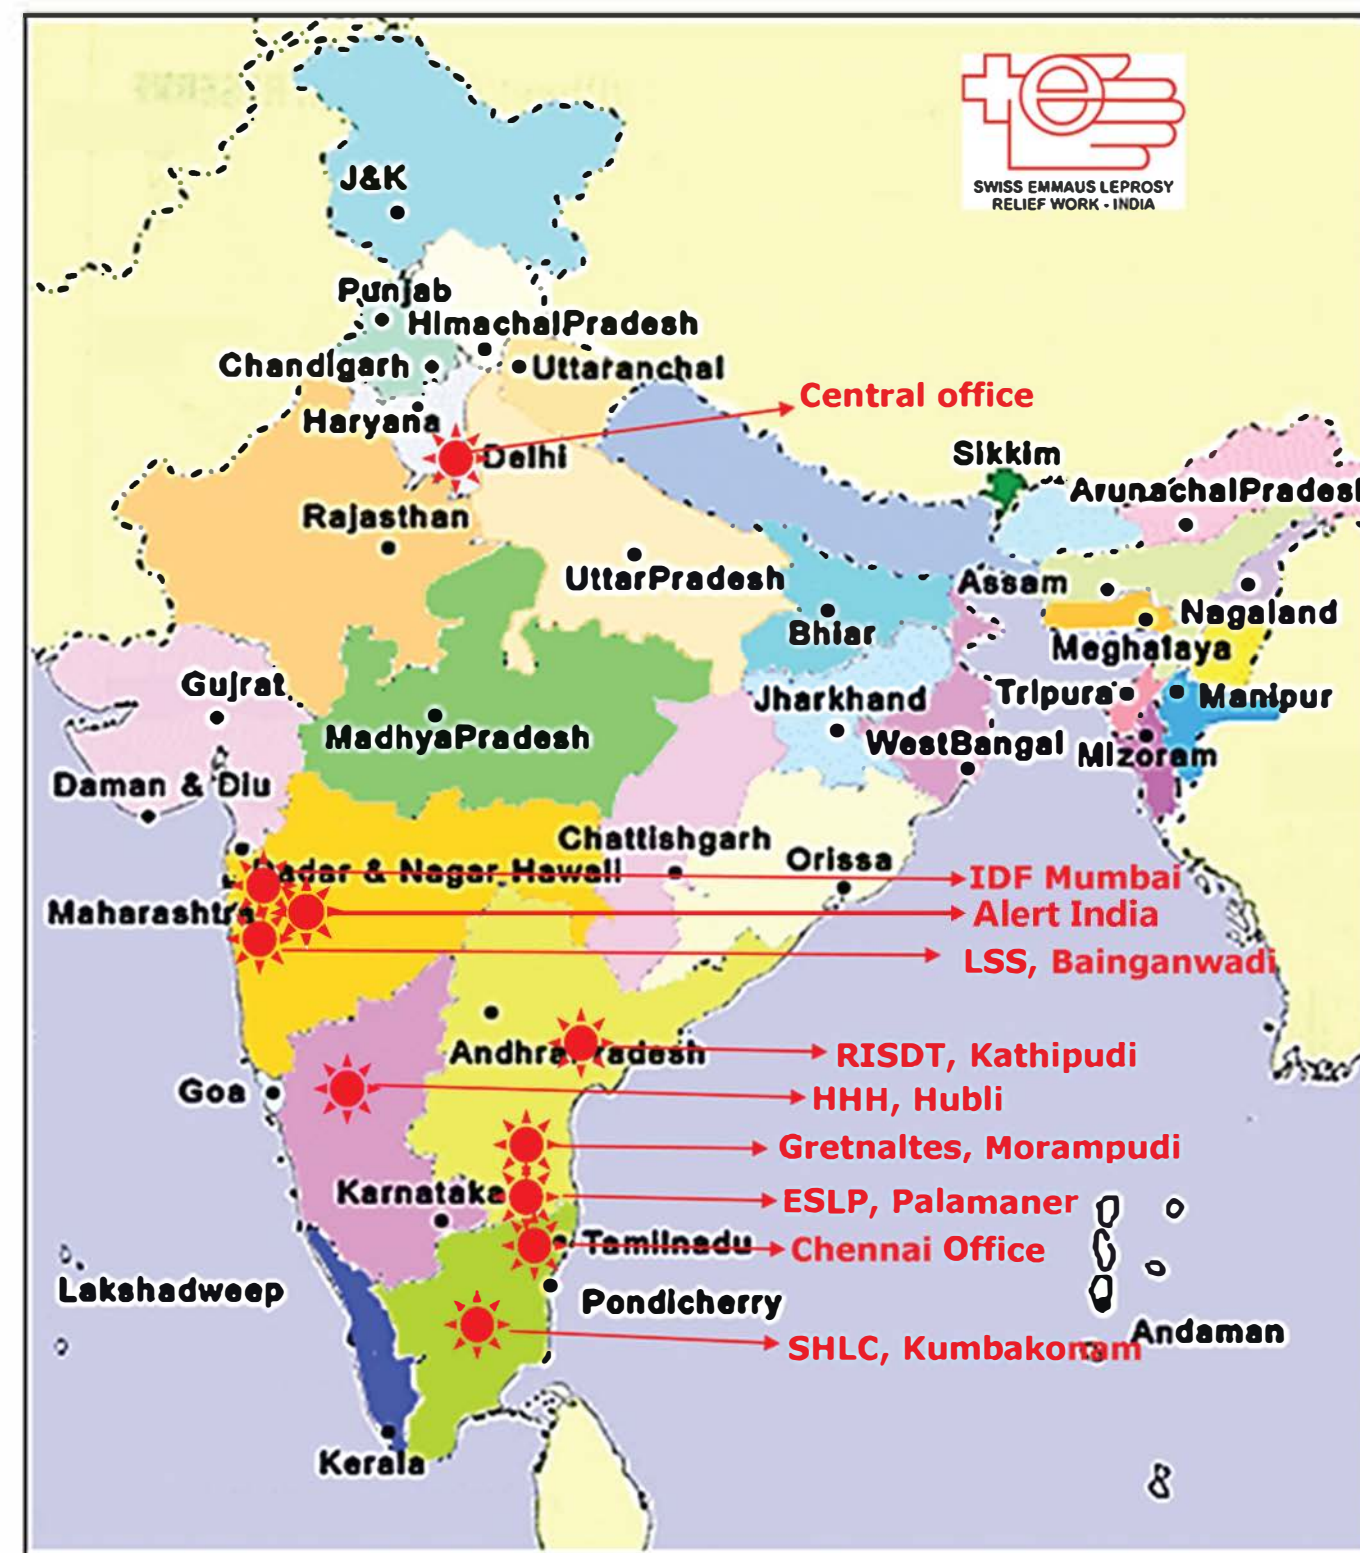 SWISS EMMAUS LEPROSY
RELIEF WORK - INDIA
J&K
Punjab
HimachalPradesh
Chandigarh
Uttaranchal
Central office
Haryana
Delhi
Sikkim
ArunachalPradesh
Rajasthan
UttarPradesh
Assam
Nagaland
Bhiar
Meghalaya
Gujrat
Jharkhand
Tripura
Manipur
MadhyaPradesh
WestBangal
Mizoram
Daman & Diu
Chattishgarh
Orissa
Dadar & Nagar Hawali
IDF Mumbai
Maharashtra
Alert India
LSS, Bainganwadi
Andhra Pradesh
RISDT, Kathipudi
Goa
HHH, Hubli
Gretnaltes, Morampudi
Karnataka
ESLP, Palamaner
Tamilnadu
Chennai Office
Lakshadweep
Pondicherry
Andaman
SHLC, Kumbakonam
Kerala